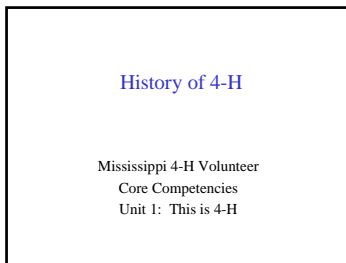 History of 4-H
Mississippi 4-H Volunteer
Core Competencies
Unit 1:  This is 4-H